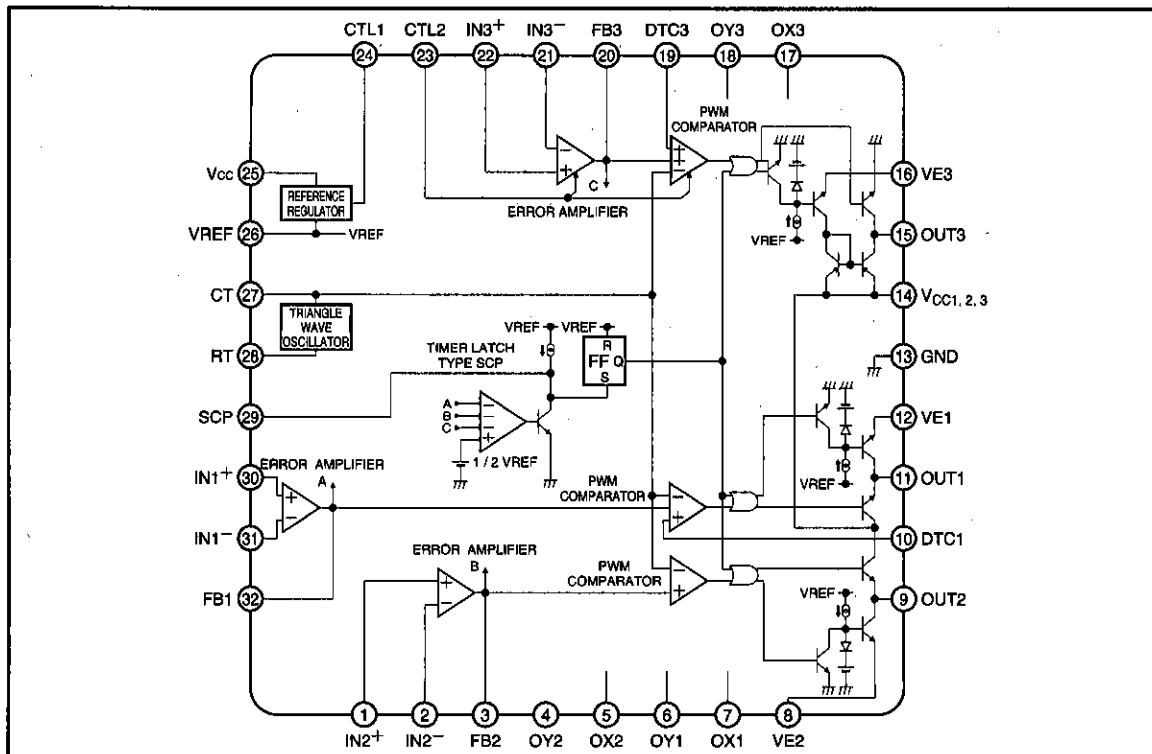 CTL1 CTL2 IN3+ IN3− FB3 DTC3 OY3 OX3
24 23 22 21 20 19 18 17
PWM
COMPARATOR
Vcc 25
REFERENCE
REGULATOR
VREF 26 VREF
−
+
C
ERROR AMPLIFIER
+
+
−
VREF
16 VE3
15 OUT3
14 VCC1, 2, 3
CT 27
TRIANGLE
WAVE
OSCILLATOR
RT 28
SCP 29
TIMER LATCH
TYPE SCP
VREF VREF
R
FF Q
S
A −
B −
C −
+
1 / 2 VREF
13 GND
12 VE1
VREF
11 OUT1
10 DTC1
ERROR AMPLIFIER
A
IN1+ 30
+
−
IN1− 31
FB1 32
PWM
COMPARATOR
−
+
ERROR AMPLIFIER
B
+
−
PWM
COMPARATOR
−
+
VREF
9 OUT2
1 2 3 4 5 6 7 8
IN2+ IN2− FB2 OY2 OX2 OY1 OX1 VE2